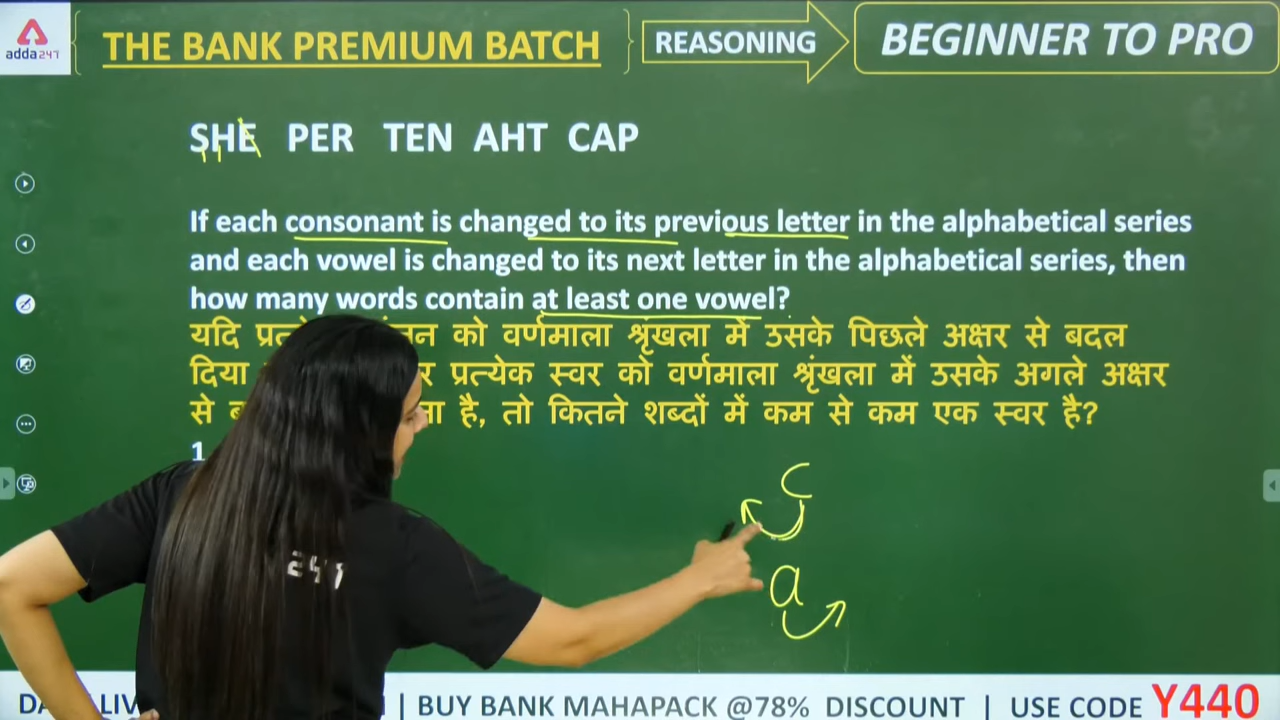 adda247
THE BANK PREMIUM BATCH
REASONING
BEGINNER TO PRO
SHE PER TEN AHT CAP
If each consonant is changed to its previous letter in the alphabetical series
and each vowel is changed to its next letter in the alphabetical series, then
how many words contain at least one vowel?
यदि को वर्णमाला श्रृंखला में उसके पिछले अक्षर से बदल
दिया प्रत्येक स्वर को वर्णमाला श्रृंखला में उसके अगले अक्षर
से है, तो कितने शब्दों में कम से कम एक स्वर है?
1
C
a
247
| BUY BANK MAHAPACK @78% DISCOUNT | USE CODE Y440